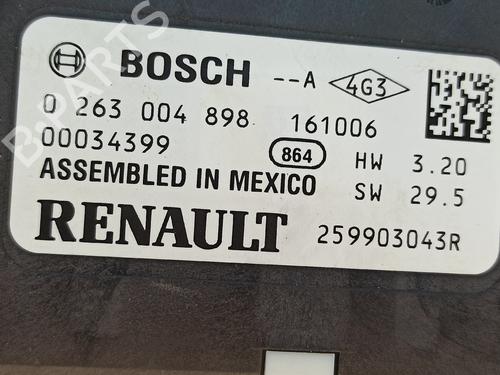 BOSCH --A 4G3
0 263 004 898 161006
00034399 864 HW 3.20
ASSEMBLED IN MEXICO SW 29.5
RENAULT 259903043R
B-PARTS